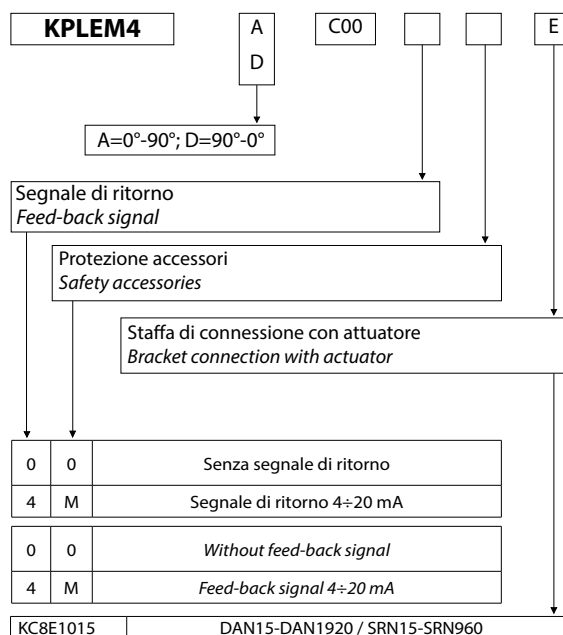 KPLEM4 A C00 E
D
A=0°-90°; D=90°-0°
Segnale di ritorno
Feed-back signal
Protezione accessori
Safety accessories
Staffa di connessione con attuatore
Bracket connection with actuator
0 0 Senza segnale di ritorno
4 M Segnale di ritorno 4÷20 mA
0 0 Without feed-back signal
4 M Feed-back signal 4÷20 mA
KC8E1015 DAN15-DAN1920 / SRN15-SRN960